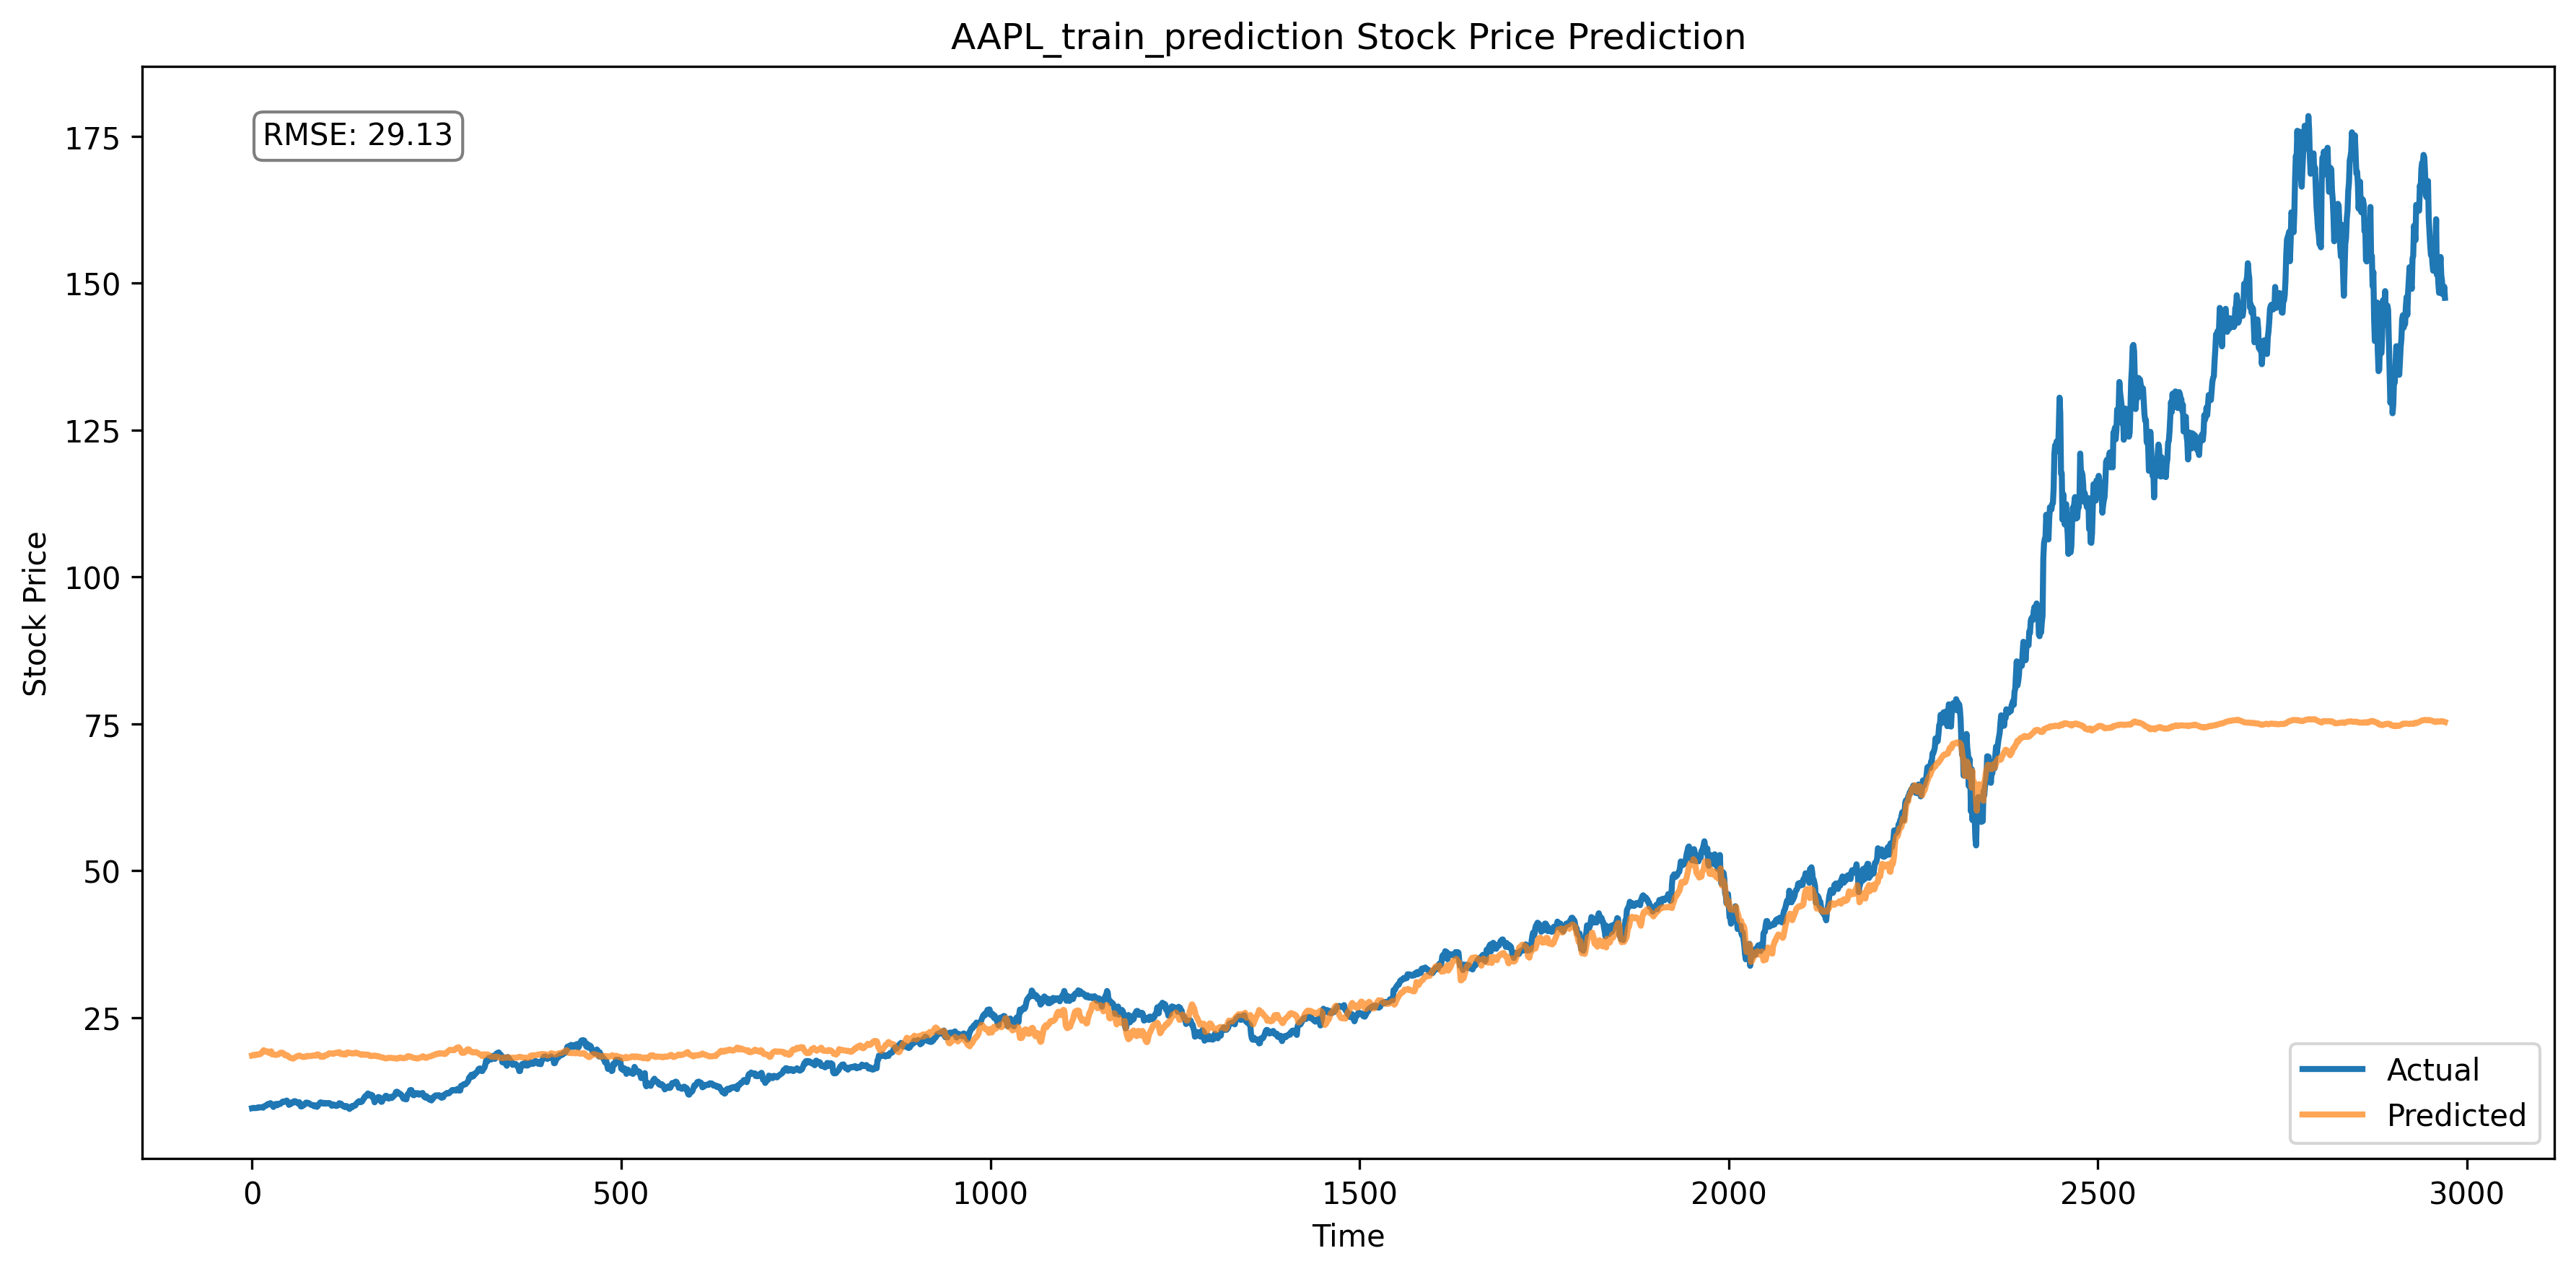 AAPL_train_prediction Stock Price Prediction
RMSE: 29.13
175
150
125
100
75
50
25
Stock Price
0 500 1000 1500 2000 2500 3000
Time
Actual
Predicted